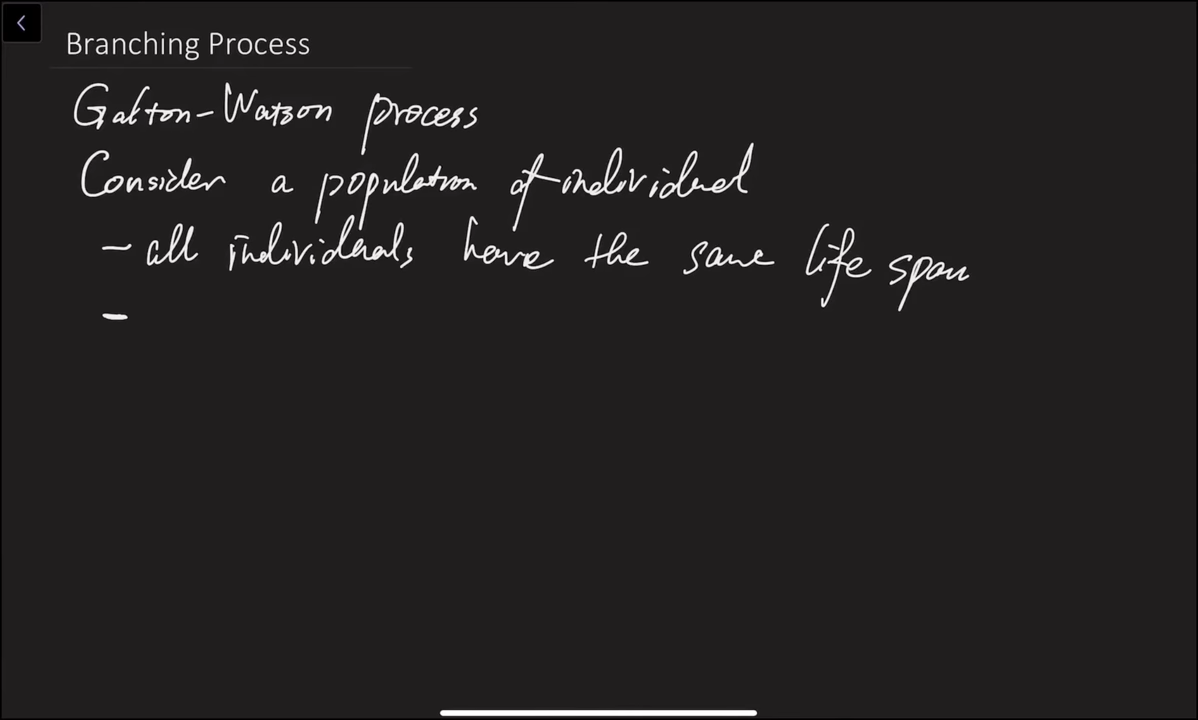 Branching Process
Galton-Watson process
Consider a population of individual
- all individuals have the same life span
-